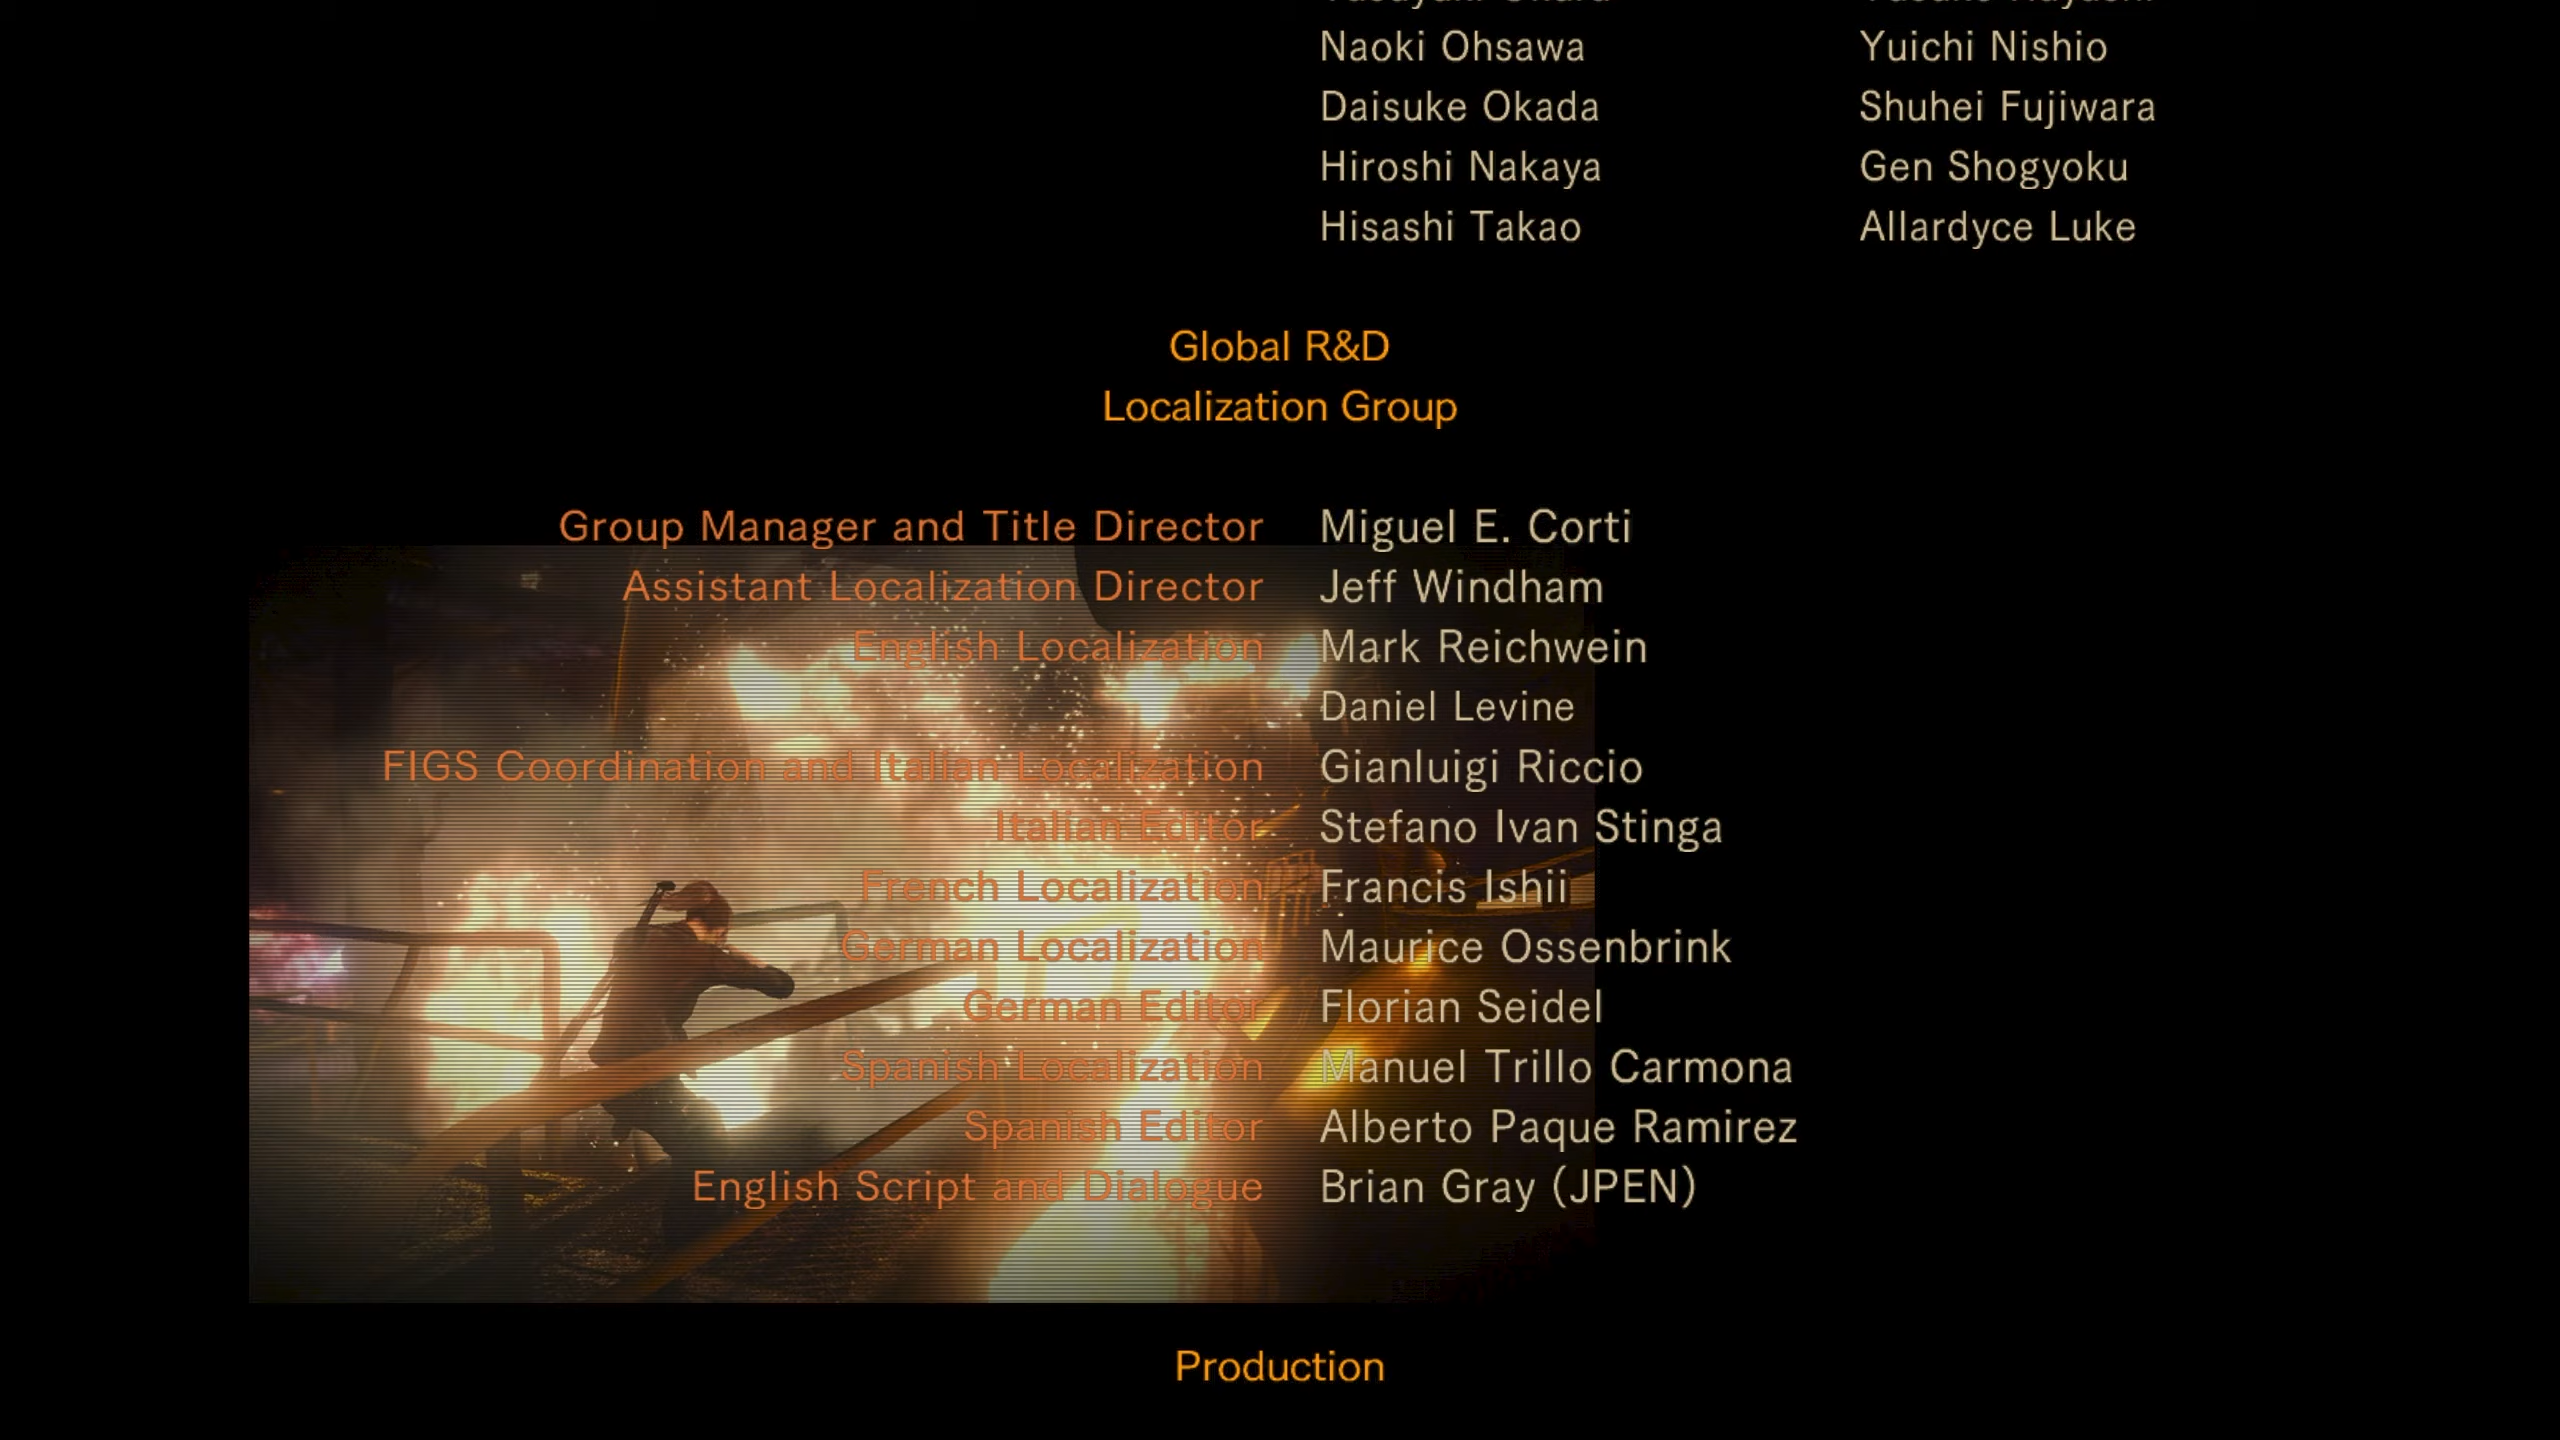 Naoki Ohsawa Yuichi Nishio
Daisuke Okada Shuhei Fujiwara
Hiroshi Nakaya Gen Shogyoku
Hisashi Takao Allardyce Luke
Global R&D
Localization Group
Group Manager and Title Director Miguel E. Corti
Assistant Localization Director Jeff Windham
English Localization Mark Reichwein
Daniel Levine
FIGS Coordination and Italian Localization Gianluigi Riccio
Italian Editor Stefano Ivan Stinga
French Localization Francis Ishii
German Localization Maurice Ossenbrink
German Editor Florian Seidel
Spanish Localization Manuel Trillo Carmona
Spanish Editor Alberto Paque Ramirez
English Script and Dialogue Brian Gray (JPEN)
Production